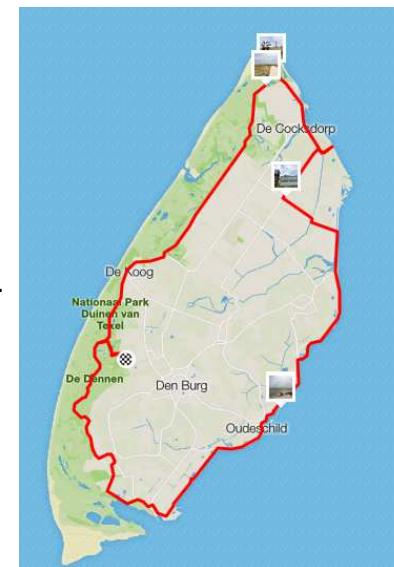 De Cocksdorp
De Koog
Nationaal Park
Duinen van
Texel
De Dennen
Den Burg
Oudeschild